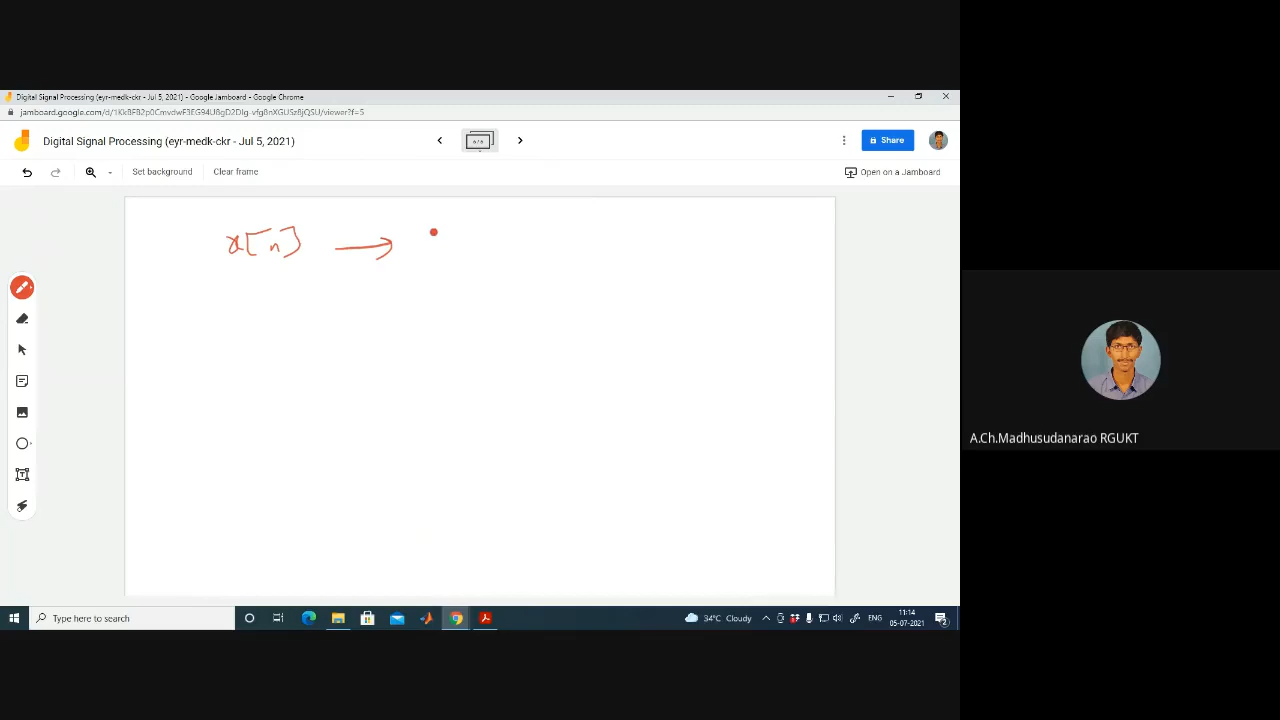 Digital Signal Processing (eyr-medk-ckr - Jul 5, 2021) - Google Jamboard - Google Chrome
Digital Signal Processing (eyr-medk-ckr - Jul 5, 2021)
Share
Set background
Clear frame
Open on a Jamboard
x[n] →
A.Ch.Madhusudanarao RGUKT
Type here to search
34°C Cloudy
ENG
11:14
05-07-2021
2